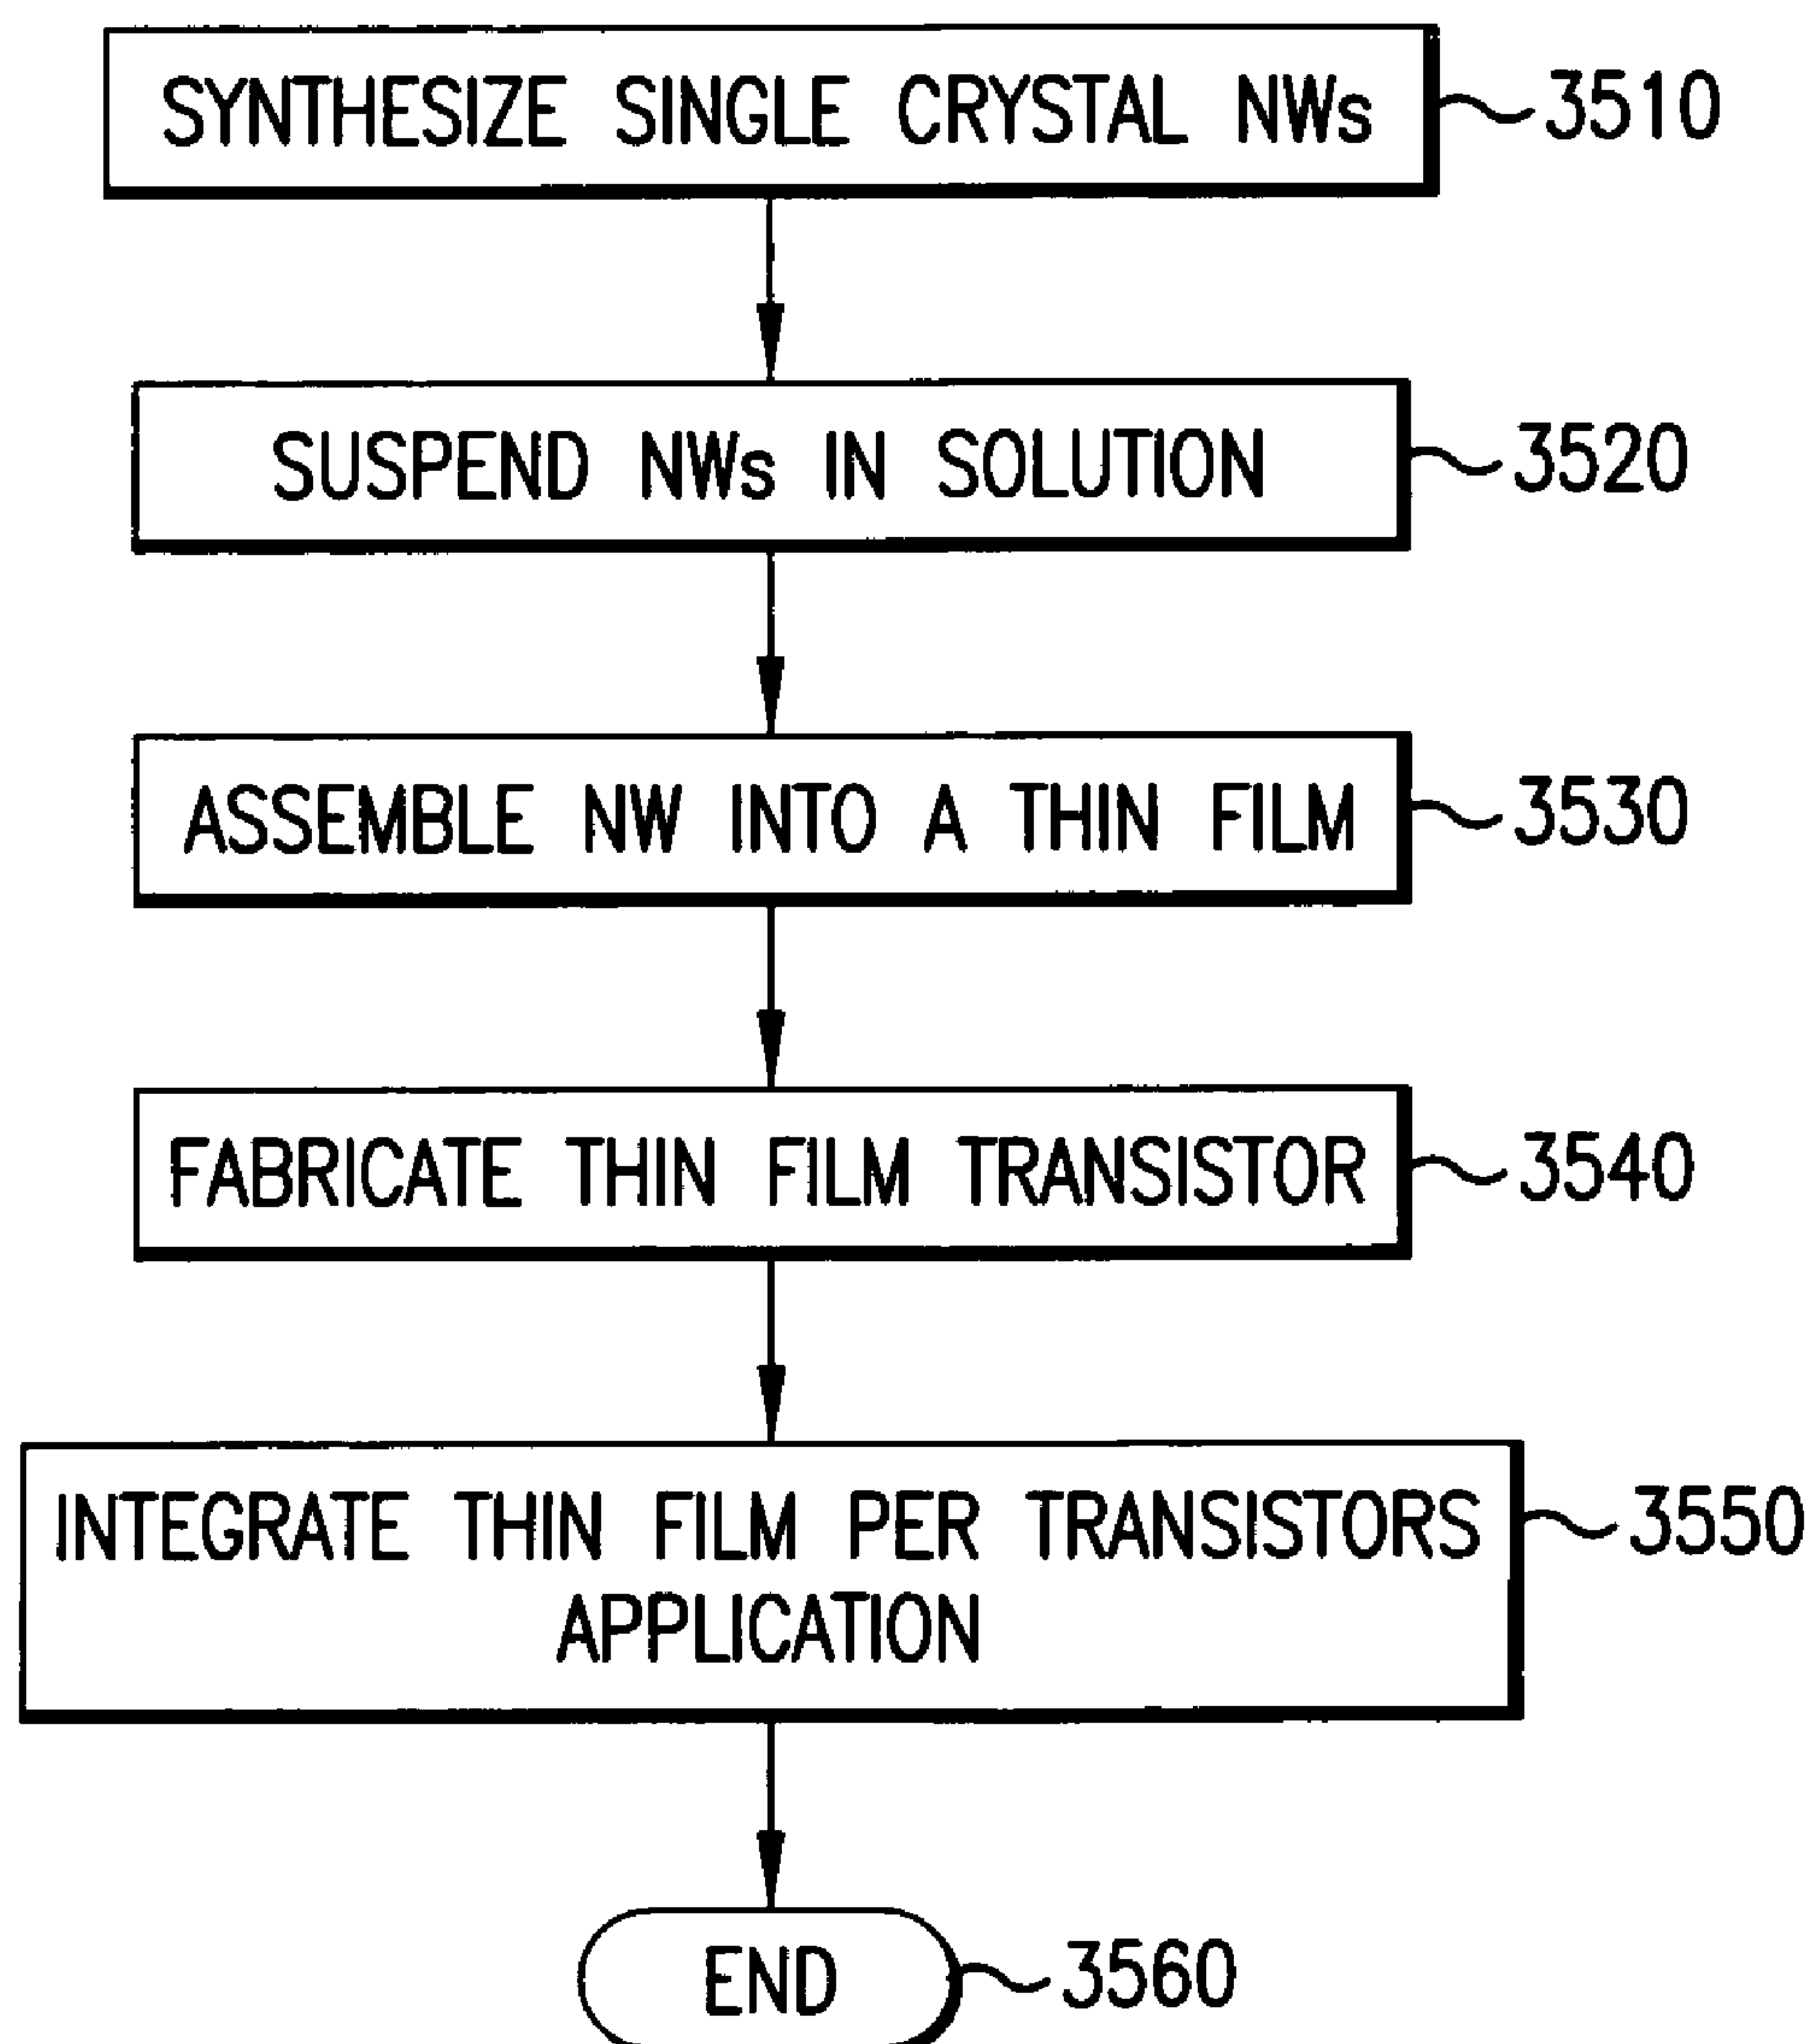 SYNTHESIZE SINGLE CRYSTAL NWs 3510
SUSPEND NWs IN SOLUTION 3520
ASSEMBLE NW INTO A THIN FILM 3530
FABRICATE THIN FILM TRANSISTOR 3540
INTEGRATE THIN FILM PER TRANSISTORS 3550
APPLICATION
END 3560